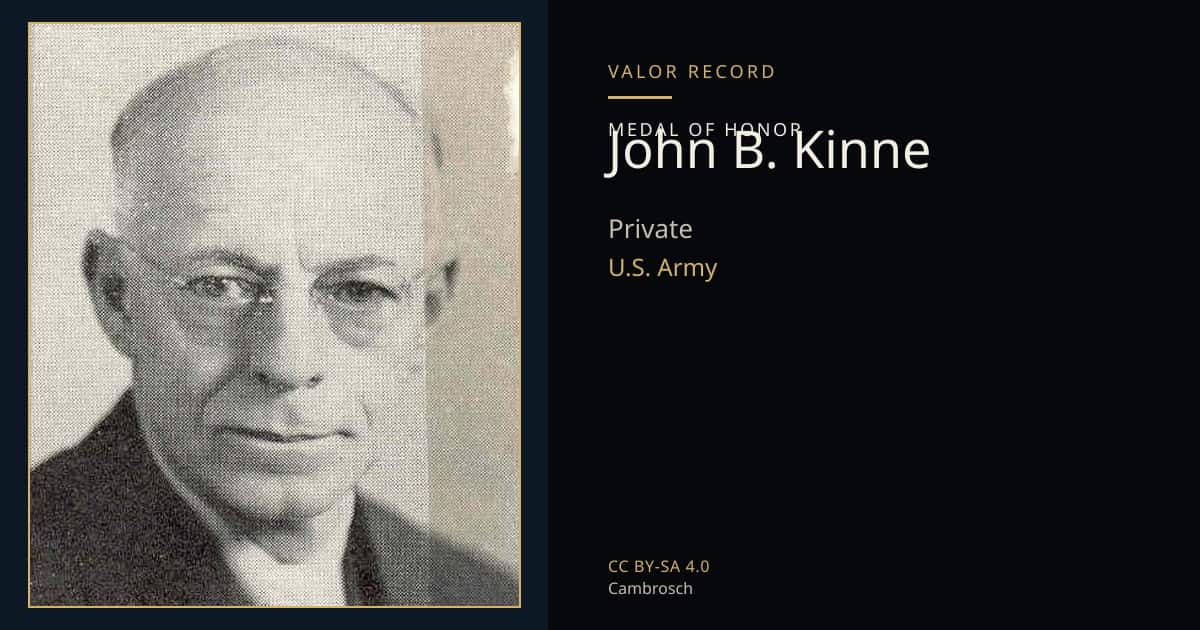 VALOR RECORD
MEDAL OF HONOR
John B. Kinne
Private
U.S. Army
CC BY-SA 4.0
Cambrosch